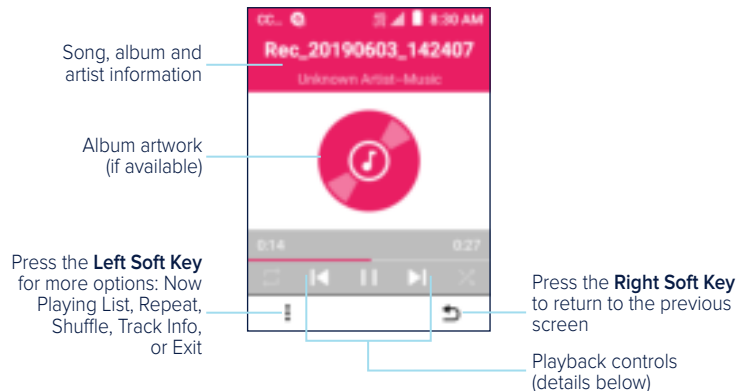 CC... 8:30 AM
Rec_20190603_142407
Unknown Artist–Music
Song, album and
artist information
Album artwork
(if available)
0:14 0:27
Press the Left Soft Key
for more options: Now
Playing List, Repeat,
Shuffle, Track Info,
or Exit
Press the Right Soft Key
to return to the previous
screen
Playback controls
(details below)